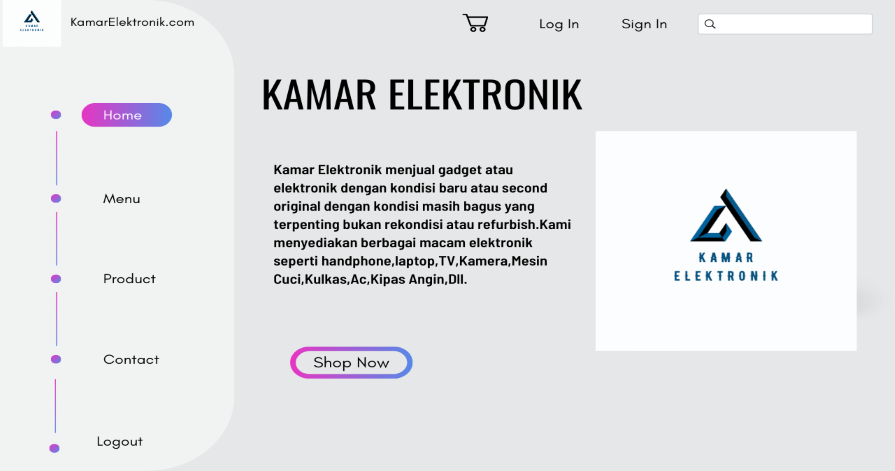 KAMAR
ELEKTRONIK
KamarElektronik.com
Log In
Sign In
KAMAR ELEKTRONIK
Home
Menu
Product
Contact
Logout
Kamar Elektronik menjual gadget atau
elektronik dengan kondisi baru atau second
original dengan kondisi masih bagus yang
terpenting bukan rekondisi atau refurbish.Kami
menyediakan berbagai macam elektronik
seperti handphone,laptop,TV,Kamera,Mesin
Cuci,Kulkas,Ac,Kipas Angin,Dll.
Shop Now
KAMAR
ELEKTRONIK